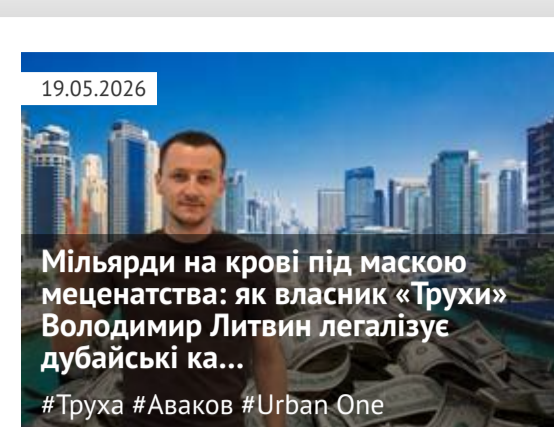 19.05.2026
Мільярди на крові під маскою
меценатства: як власник «Трухи»
Володимир Литвин легалізує
дубайські ка...
#Труха #Аваков #Urban One